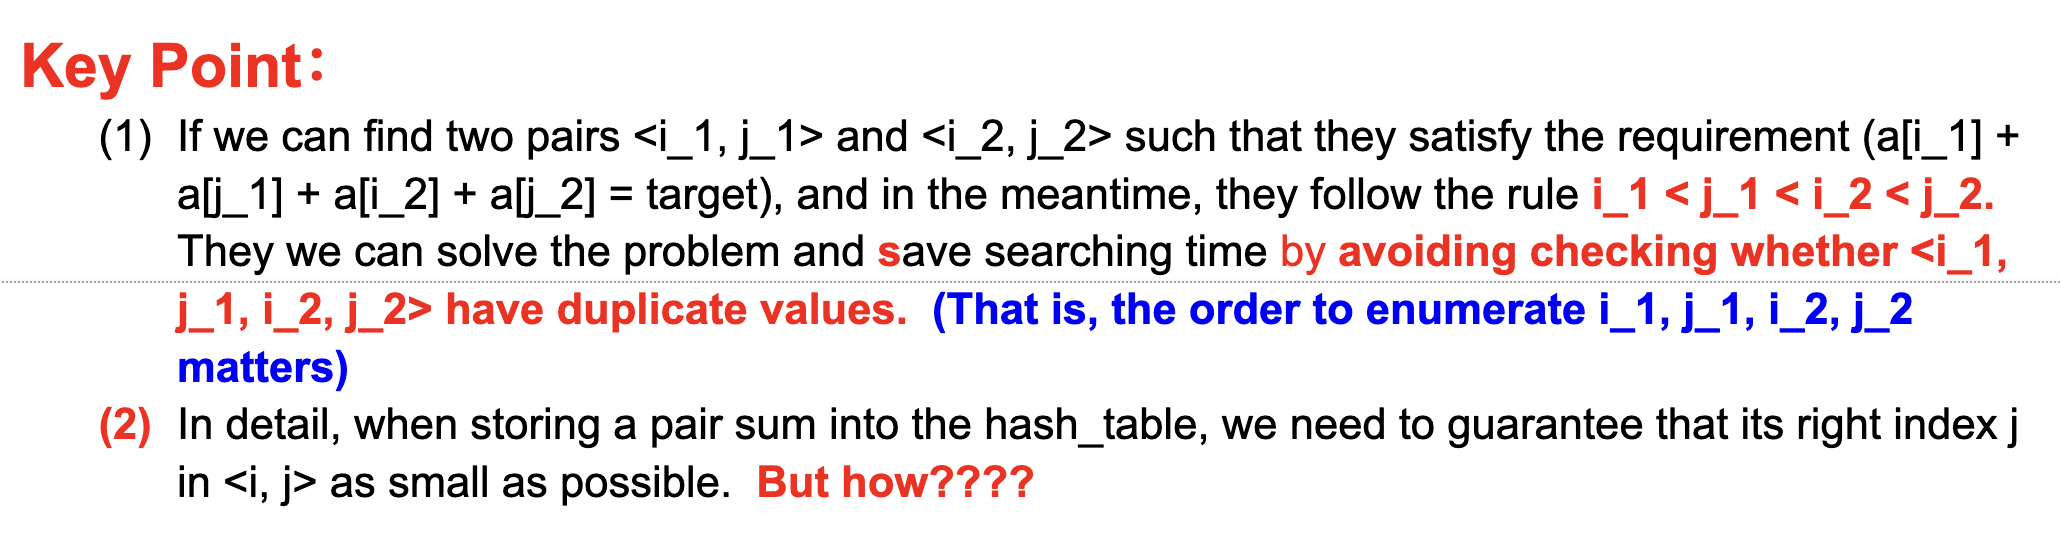 Key Point:
(1) If we can find two pairs <i_1, j_1> and <i_2, j_2> such that they satisfy the requirement (a[i_1] +
a[j_1] + a[i_2] + a[j_2] = target), and in the meantime, they follow the rule i_1 < j_1 < i_2 < j_2.
They we can solve the problem and save searching time by avoiding checking whether <i_1,
j_1, i_2, j_2> have duplicate values. (That is, the order to enumerate i_1, j_1, i_2, j_2
matters)
(2) In detail, when storing a pair sum into the hash_table, we need to guarantee that its right index j
in <i, j> as small as possible. But how????